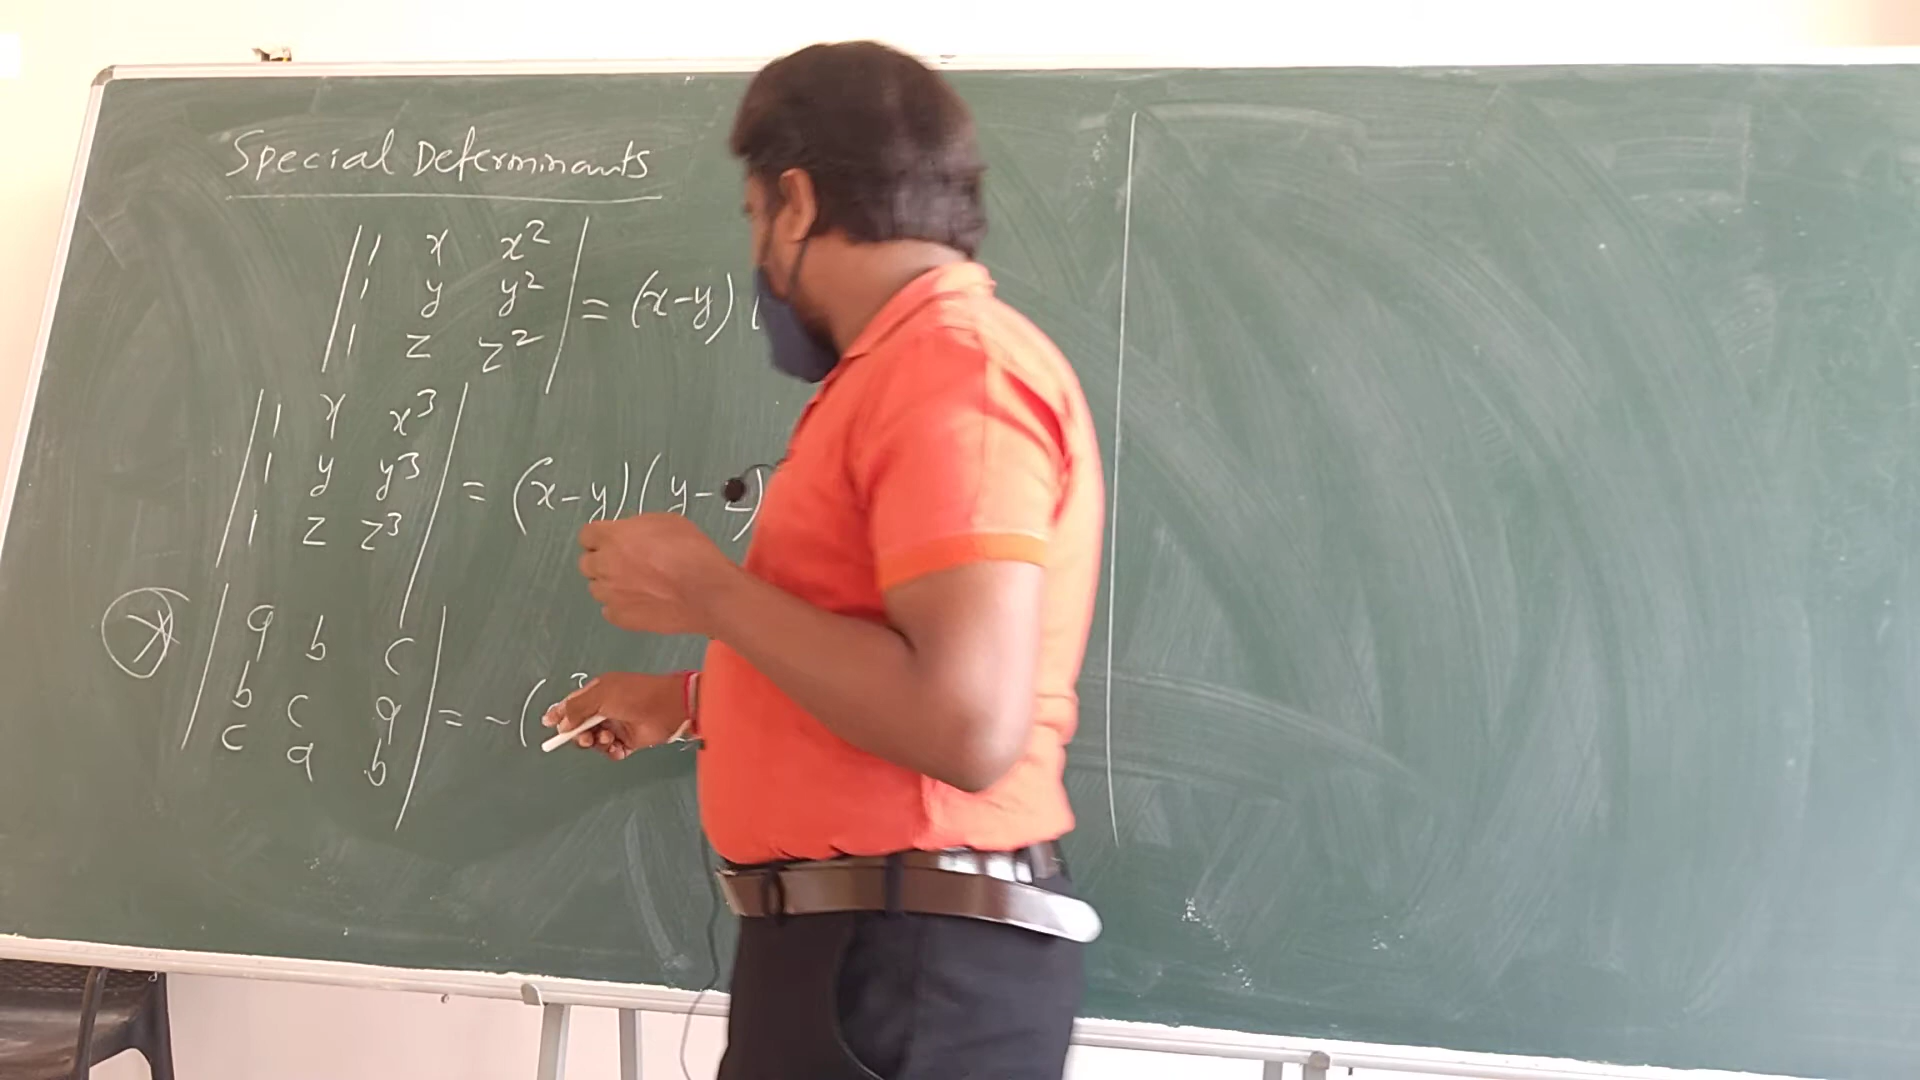 Special Determinants
| 1 x x² |
| 1 y y² | = (x-y) (
| 1 z z² |
| 1 x x³ |
| 1 y y³ | = (x-y)(y-z)
| 1 z z³ |
* | a b c |
| b c a | = -(
| c a b |